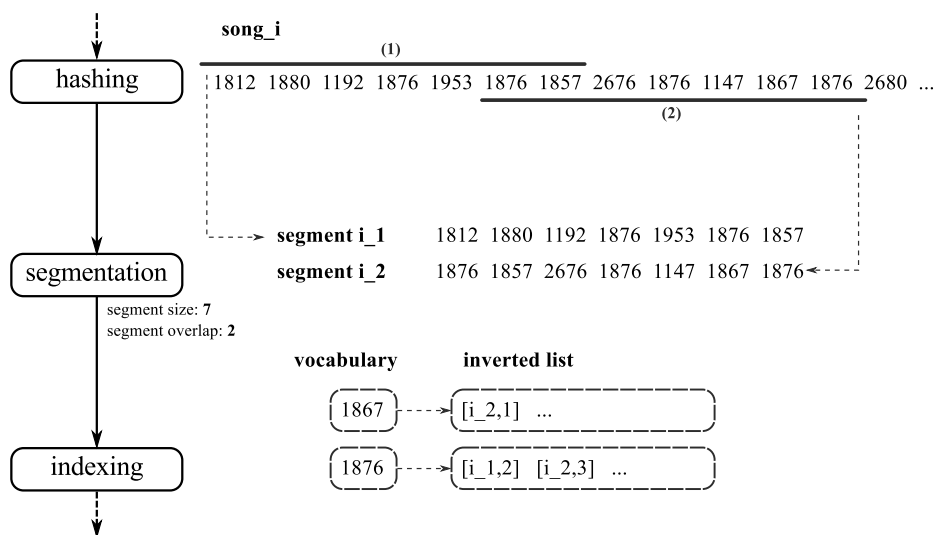 song_i
(1)
hashing
1812 1880 1192 1876 1953 1876 1857 2676 1876 1147 1867 1876 2680 ...
(2)
segment i_1 1812 1880 1192 1876 1953 1876 1857
segmentation
segment i_2 1876 1857 2676 1876 1147 1867 1876
segment size: 7
segment overlap: 2
vocabulary inverted list
1867 [i_2,1] ...
indexing
1876 [i_1,2] [i_2,3] ...